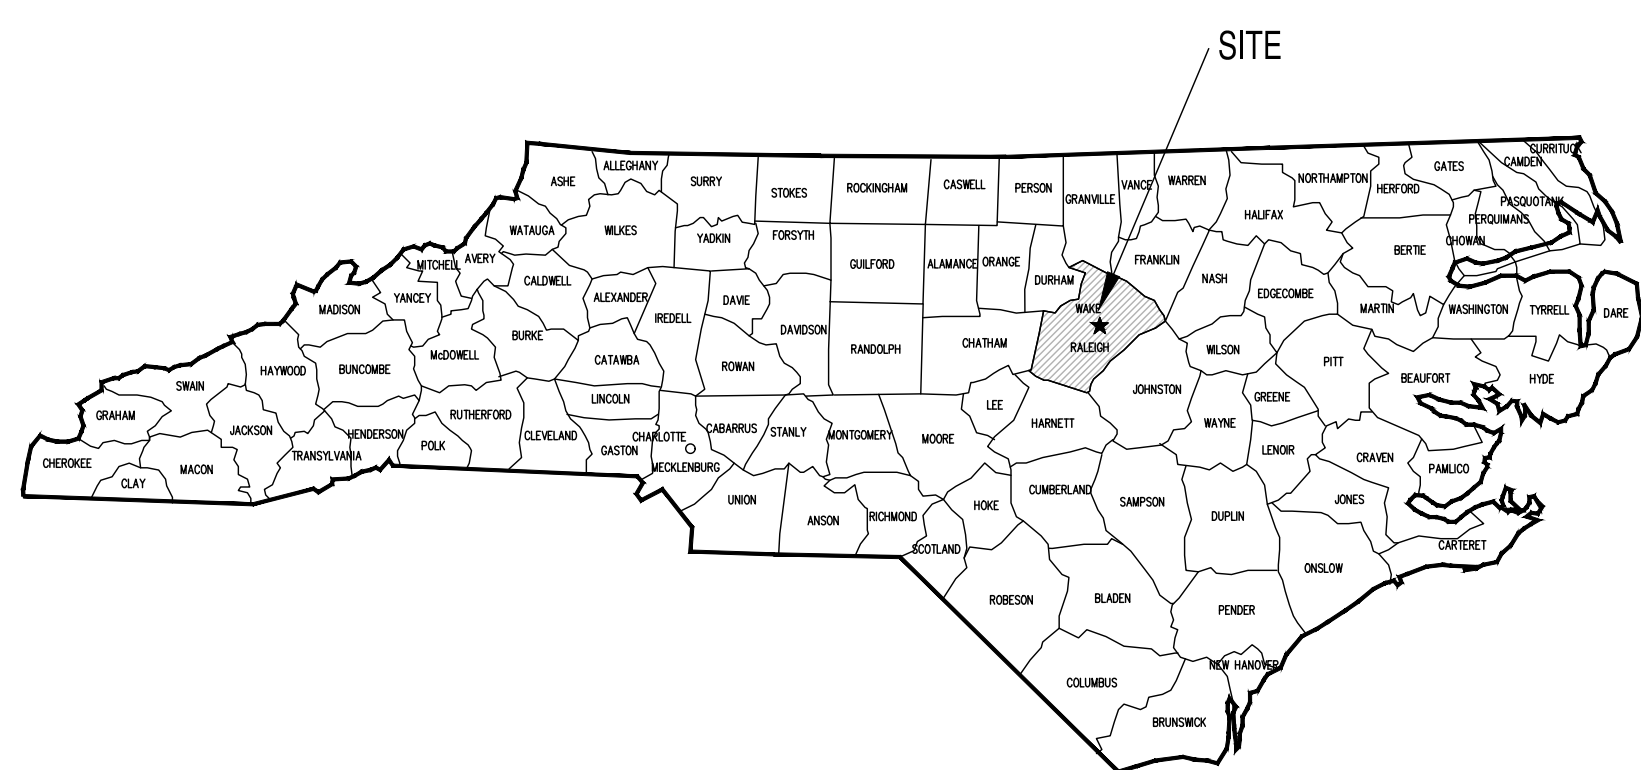 SITE
CURRITUCK
ALLEGHANY
CAMDEN
GATES
ASHE
SURRY
STOKES
ROCKINGHAM
CASWELL
PERSON
GRANVILLE
VANCE
WARREN
NORTHAMPTON
HERFORD
PASQUOTANK
HALIFAX
PERQUIMANS
WATAUGA
WILKES
YADKIN
FORSYTH
CHOWAN
BERTIE
MITCHELL
AVERY
GUILFORD
ALAMANCE
ORANGE
FRANKLIN
CALDWELL
DURHAM
NASH
YANCEY
ALEXANDER
DAVIE
EDGECOMBE
MADISON
IREDELL
WAKE
MARTIN
WASHINGTON
TYRRELL
DARE
BURKE
DAVIDSON
McDOWELL
CATAWBA
RANDOLPH
CHATHAM
RALEIGH
WILSON
BUNCOMBE
HAYWOOD
ROWAN
PITT
SWAIN
JOHNSTON
BEAUFORT
HYDE
LINCOLN
LEE
GREENE
GRAHAM
RUTHERFORD
JACKSON
HENDERSON
CLEVELAND
CHARLOTTE
CABARRUS
STANLY
MONTGOMERY
MOORE
HARNETT
WAYNE
TRANSYLVANIA
POLK
GASTON
LENOIR
CRAVEN
CHEROKEE
MACON
MECKLENBURG
PAMLICO
CLAY
UNION
CUMBERLAND
SAMPSON
JONES
ANSON
RICHMOND
HOKE
DUPLIN
SCOTLAND
CARTERET
ONSLOW
ROBESON
BLADEN
PENDER
NEW HANOVER
COLUMBUS
BRUNSWICK